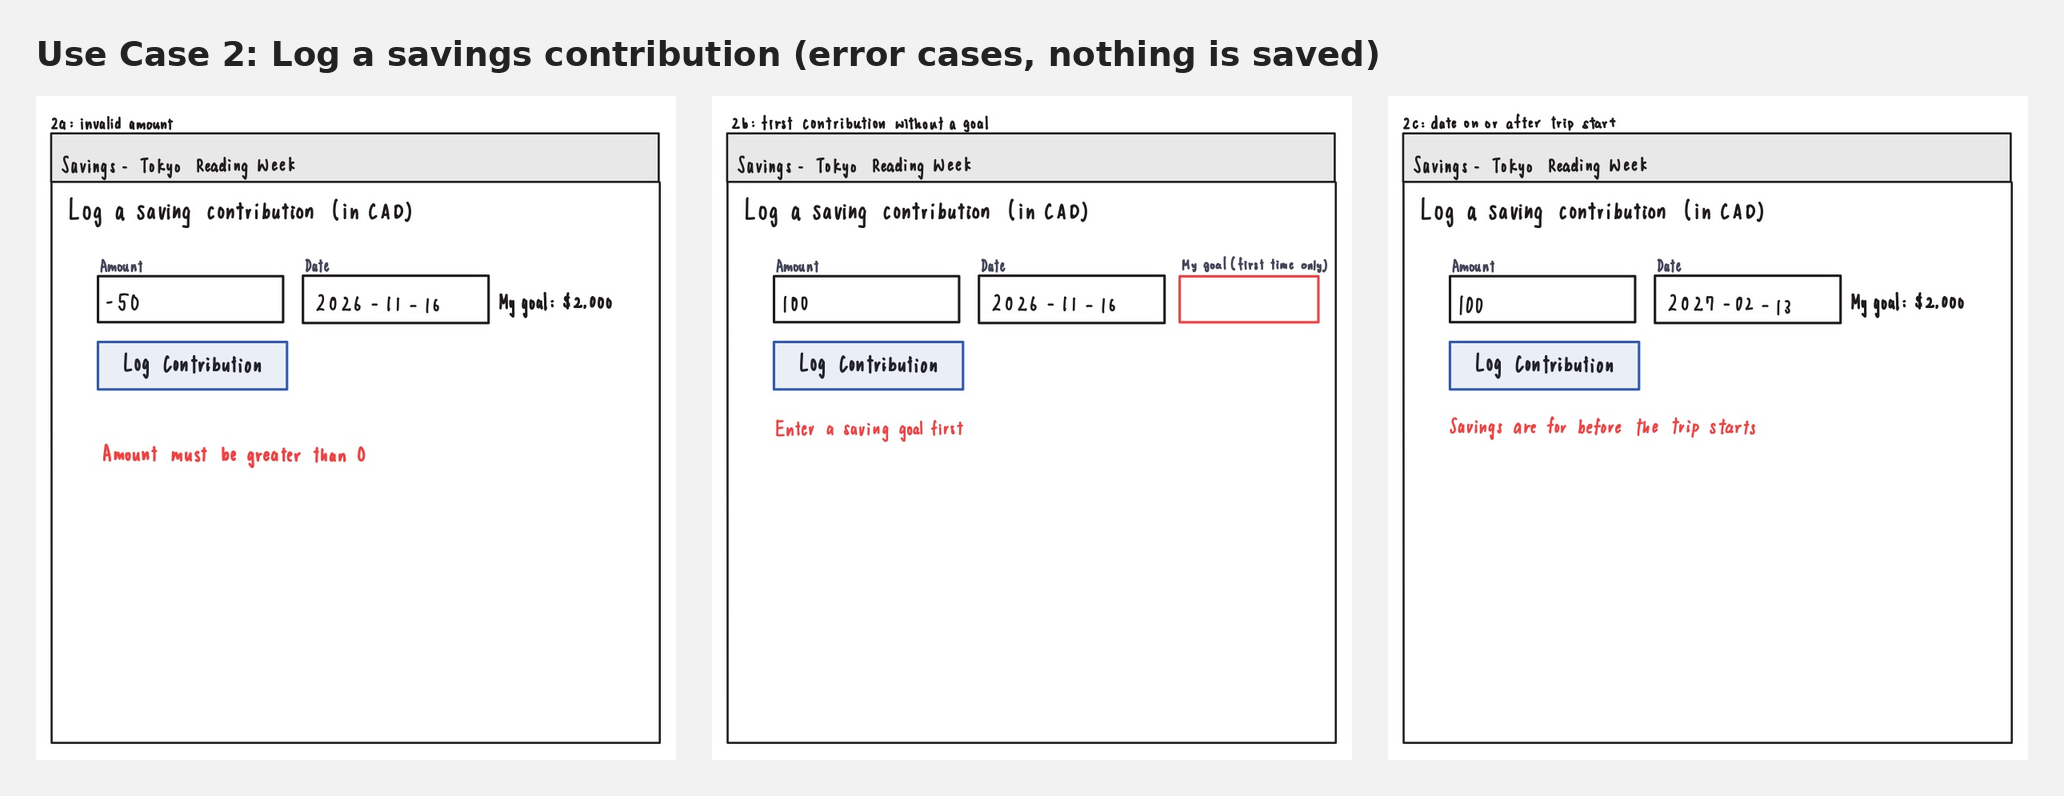 Use Case 2: Log a savings contribution (error cases, nothing is saved)
2a: invalid amount
Savings - Tokyo Reading Week
Log a saving contribution (in CAD)
Amount
Date
-50
2026-11-16
My goal: $2,000
Log Contribution
Amount must be greater than 0
2b: first contribution without a goal
Savings - Tokyo Reading Week
Log a saving contribution (in CAD)
Amount
Date
My goal (first time only)
100
2026-11-16
Log Contribution
Enter a saving goal first
2c: date on or after trip start
Savings - Tokyo Reading Week
Log a saving contribution (in CAD)
Amount
Date
100
2027-02-13
My goal: $2,000
Log Contribution
Savings are for before the trip starts